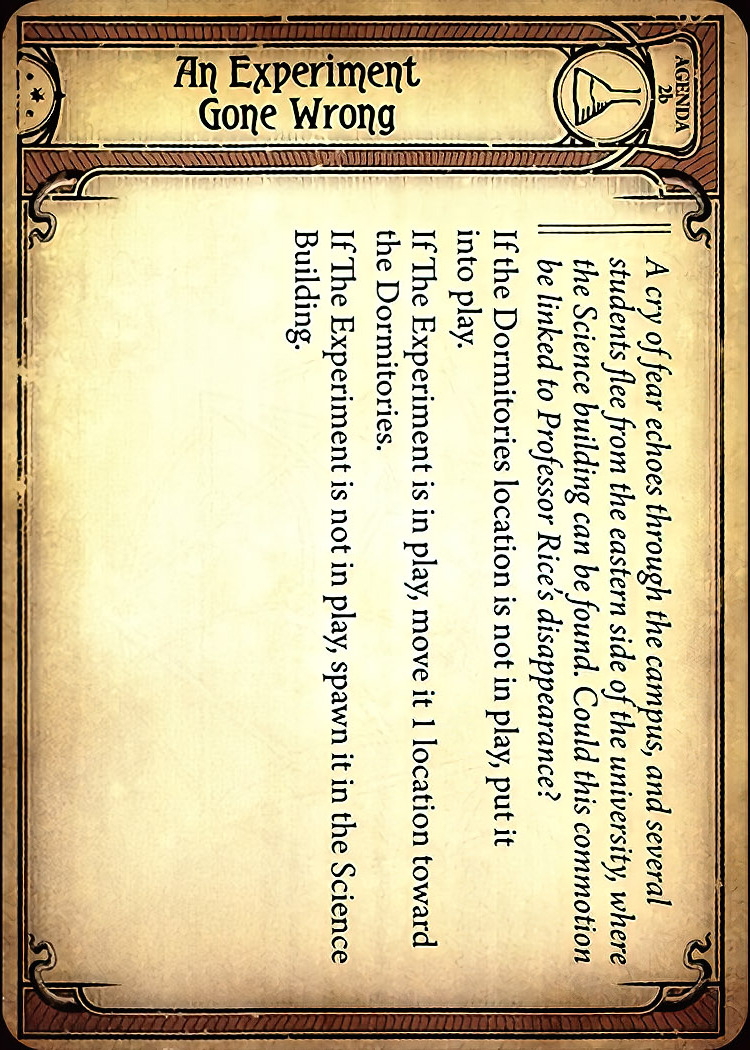 AGENDA
2b
An Experiment
Gone Wrong
A cry of fear echoes through the campus, and several
students flee from the eastern side of the university, where
the Science building can be found. Could this commotion
be linked to Professor Rice's disappearance?
If the Dormitories location is not in play, put it
into play.
If The Experiment is in play, move it 1 location toward
the Dormitories.
If The Experiment is not in play, spawn it in the Science
Building.